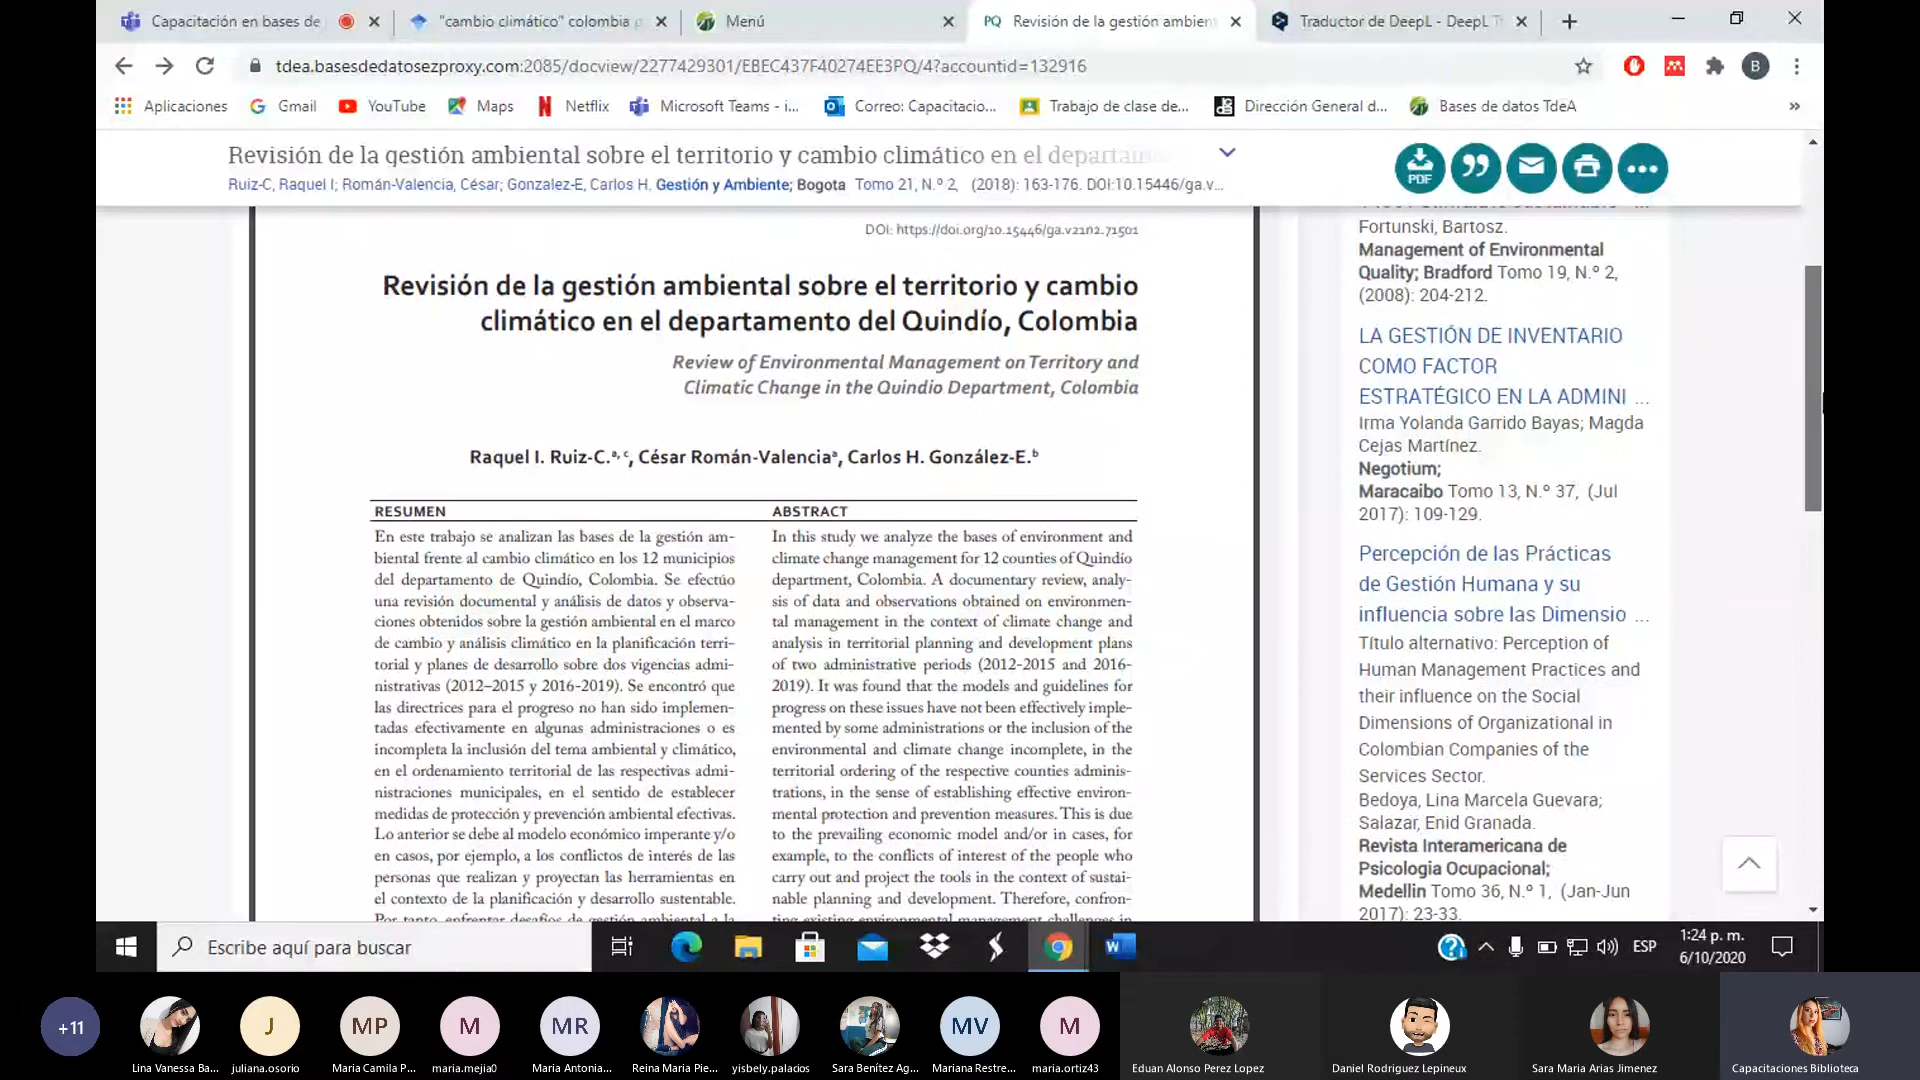 Capacitación en bases de
"cambio climático" colombia p
Menú
PQ Revisión de la gestión ambien
Traductor de DeepL - DeepL T
tdea.basesdedatosezproxy.com:2085/docview/2277429301/EBEC437F40274EE3PQ/4?accountid=132916
B
Aplicaciones
Gmail
YouTube
Maps
Netflix
Microsoft Teams - i...
Correo: Capacitacio...
Trabajo de clase de...
Dirección General d...
Bases de datos TdeA
»
Revisión de la gestión ambiental sobre el territorio y cambio climático en el departam
Ruiz-C, Raquel I; Román-Valencia, César; Gonzalez-E, Carlos H. Gestión y Ambiente; Bogota Tomo 21, N.º 2, (2018): 163-176. DOI:10.15446/ga.v...
PDF
DOI: https://doi.org/10.15446/ga.v21n2.71501
Revisión de la gestión ambiental sobre el territorio y cambio
climático en el departamento del Quindío, Colombia
Review of Environmental Management on Territory and
Climatic Change in the Quindio Department, Colombia
Raquel I. Ruiz-C.a, c, César Román-Valenciaa, Carlos H. González-E.b
RESUMEN
En este trabajo se analizan las bases de la gestión am-
biental frente al cambio climático en los 12 municipios
del departamento de Quindío, Colombia. Se efectúo
una revisión documental y análisis de datos y observa-
ciones obtenidos sobre la gestión ambiental en el marco
de cambio y análisis climático en la planificación terri-
torial y planes de desarrollo sobre dos vigencias admi-
nistrativas (2012–2015 y 2016-2019). Se encontró que
las directrices para el progreso no han sido implemen-
tadas efectivamente en algunas administraciones o es
incompleta la inclusión del tema ambiental y climático,
en el ordenamiento territorial de las respectivas admi-
nistraciones municipales, en el sentido de establecer
medidas de protección y prevención ambiental efectivas.
Lo anterior se debe al modelo económico imperante y/o
en casos, por ejemplo, a los conflictos de interés de las
personas que realizan y proyectan las herramientas en
el contexto de la planificación y desarrollo sustentable.
Por tanto, enfrentar desafíos de gestión ambiental a la
ABSTRACT
In this study we analyze the bases of environment and
climate change management for 12 counties of Quindío
department, Colombia. A documentary review, analy-
sis of data and observations obtained on environmen-
tal management in the context of climate change and
analysis in territorial planning and development plans
of two administrative periods (2012-2015 and 2016-
2019). It was found that the models and guidelines for
progress on these issues have not been effectively imple-
mented by some administrations or the inclusion of the
environmental and climate change incomplete, in the
territorial ordering of the respective counties adminis-
trations, in the sense of establishing effective environ-
mental protection and prevention measures. This is due
to the prevailing economic model and/or in cases, for
example, to the conflicts of interest of the people who
carry out and project the tools in the context of sustai-
nable planning and development. Therefore, confron-
ting existing environmental management challenges in
Fortunski, Bartosz.
Management of Environmental
Quality; Bradford Tomo 19, N.º 2,
(2008): 204-212.
LA GESTIÓN DE INVENTARIO
COMO FACTOR
ESTRATÉGICO EN LA ADMINI ...
Irma Yolanda Garrido Bayas; Magda
Cejas Martínez.
Negotium;
Maracaibo Tomo 13, N.º 37, (Jul
2017): 109-129.
Percepción de las Prácticas
de Gestión Humana y su
influencia sobre las Dimensio ...
Título alternativo: Perception of
Human Management Practices and
their influence on the Social
Dimensions of Organizational in
Colombian Companies of the
Services Sector.
Bedoya, Lina Marcela Guevara;
Salazar, Enid Granada.
Revista Interamericana de
Psicologia Ocupacional;
Medellin Tomo 36, N.º 1, (Jan-Jun
2017): 23-33.
Escribe aquí para buscar
ESP
1:24 p. m.
6/10/2020
+11
J
MP
M
MR
MV
M
Lina Vanessa Ba...
juliana.osorio
Maria Camila P...
maria.mejia0
Maria Antonia...
Reina Maria Pie...
yisbely.palacios
Sara Benítez Ag...
Mariana Restre...
maria.ortiz43
Eduan Alonso Perez Lopez
Daniel Rodriguez Lepineux
Sara Maria Arias Jimenez
Capacitaciones Biblioteca